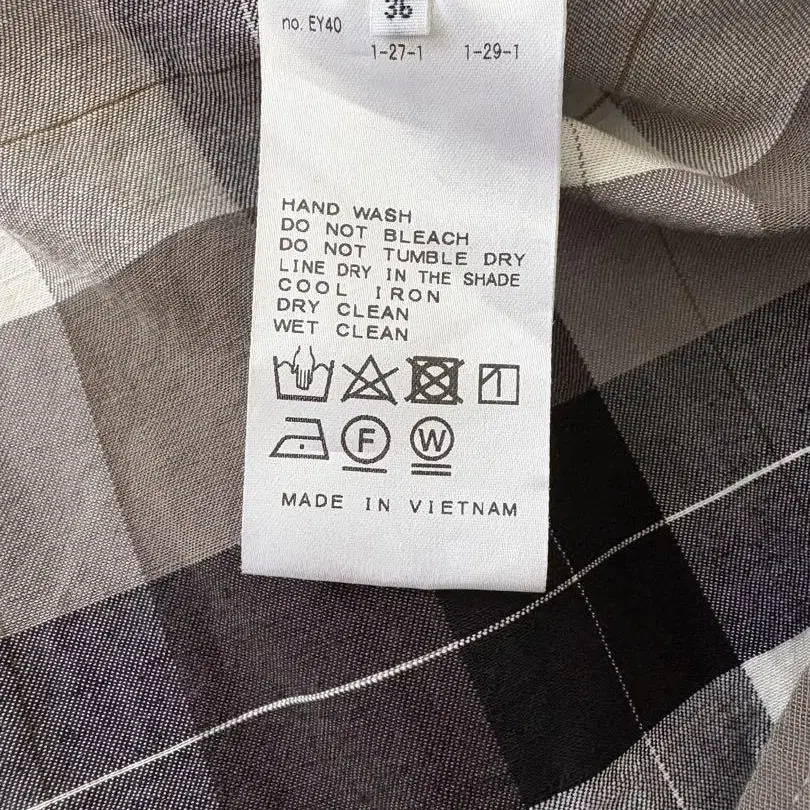 36
no. EY40
1-27-1 1-29-1
HAND WASH
DO NOT BLEACH
DO NOT TUMBLE DRY
LINE DRY IN THE SHADE
COOL IRON
DRY CLEAN
WET CLEAN
F W
MADE IN VIETNAM